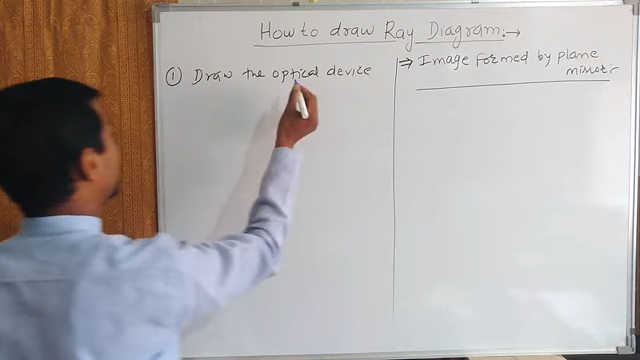 How to draw Ray Diagram:→
① Draw the optical device
⇒ Image formed by plane
mirror: